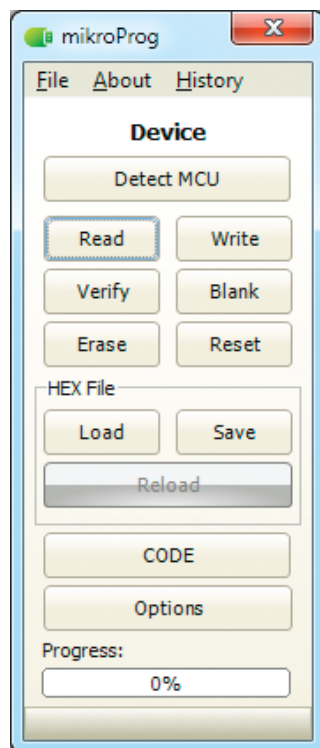 mikroProg
File About History
Device
Detect MCU
Read Write
Verify Blank
Erase Reset
HEX File
Load Save
Reload
CODE
Options
Progress:
0%